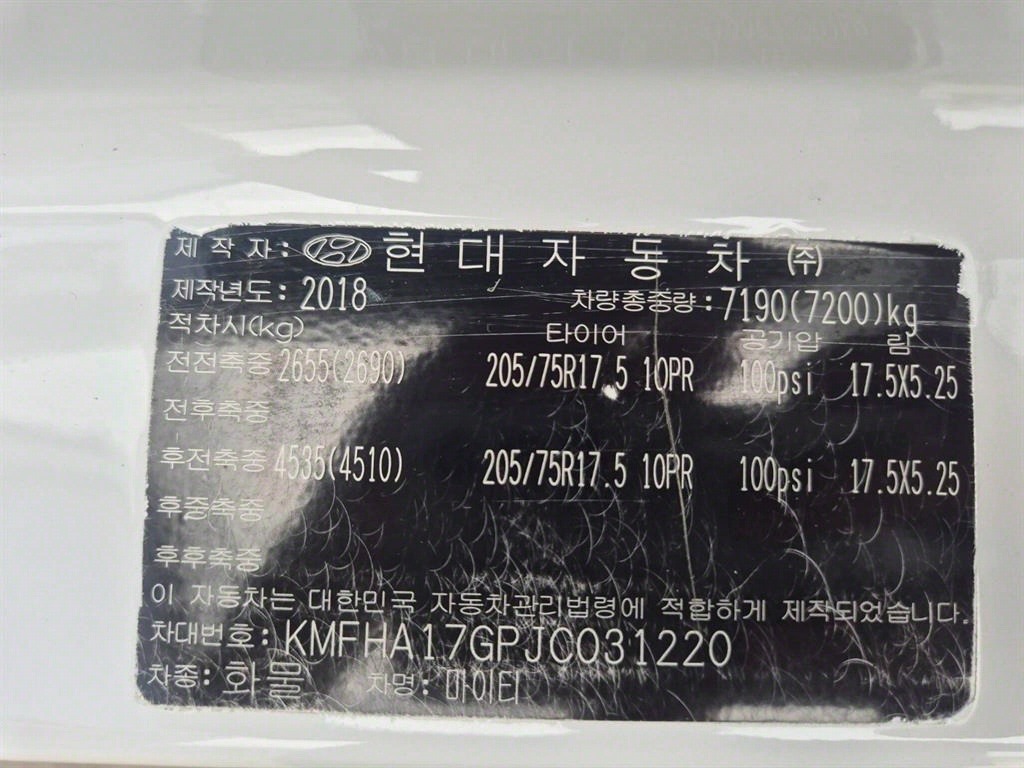 제작자: 현대자동차 (주)
제작년도: 2018 차량총중량: 7190(7200)kg
적차시(kg) 타이어 공기압 림
전전축중 2655(2690) 205/75R17.5 10PR 100psi 17.5X5.25
전후축중
후전축중 4535(4510) 205/75R17.5 10PR 100psi 17.5X5.25
후중축중
후후축중
이 자동차는 대한민국 자동차관리법령에 적합하게 제작되었습니다.
차대번호: KMFHA17GPJC031220
차종: 화물 차명: 마이티